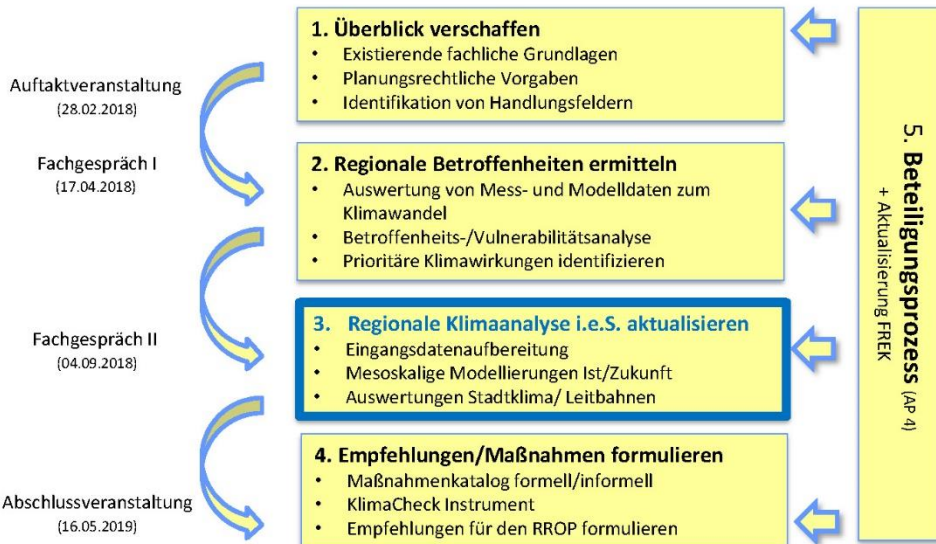 Auftaktveranstaltung
(28.02.2018)
Fachgespräch I
(17.04.2018)
Fachgespräch II
(04.09.2018)
Abschlussveranstaltung
(16.05.2019)
1. Überblick verschaffen
• Existierende fachliche Grundlagen
• Planungsrechtliche Vorgaben
• Identifikation von Handlungsfeldern
2. Regionale Betroffenheiten ermitteln
• Auswertung von Mess- und Modelldaten zum
Klimawandel
• Betroffenheits-/Vulnerabilitätsanalyse
• Prioritäre Klimawirkungen identifizieren
3. Regionale Klimaanalyse i.e.S. aktualisieren
• Eingangsdatenaufbereitung
• Mesoskalige Modellierungen Ist/Zukunft
• Auswertungen Stadtklima/ Leitbahnen
4. Empfehlungen/Maßnahmen formulieren
• Maßnahmenkatalog formell/informell
• KlimaCheck Instrument
• Empfehlungen für den RROP formulieren
5. Beteiligungsprozess (AP 4)
+ Aktualisierung FREK